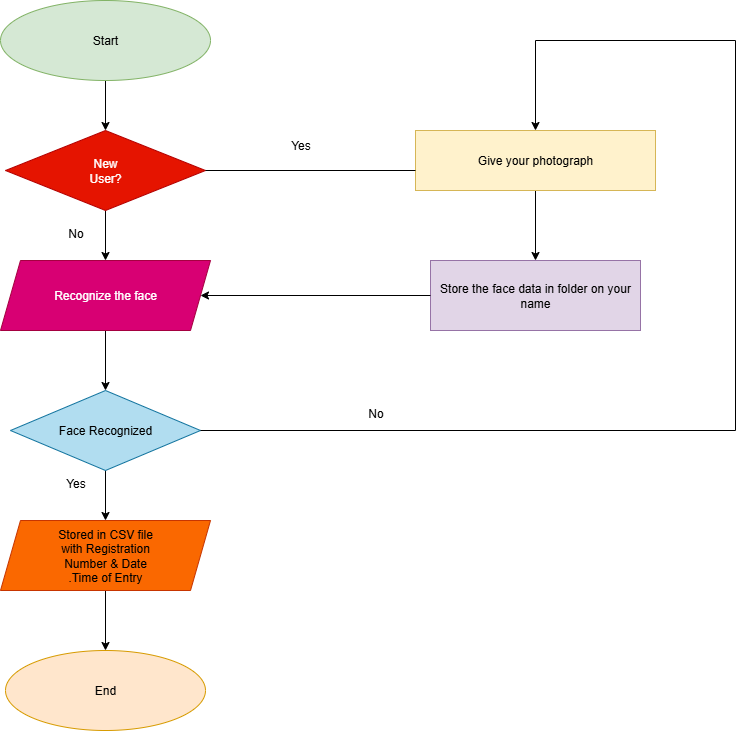 Start
New
User?
Yes
Give your photograph
No
Recognize the face
Store the face data in folder on your
name
Face Recognized
No
Yes
Stored in CSV file
with Registration
Number & Date
.Time of Entry
End